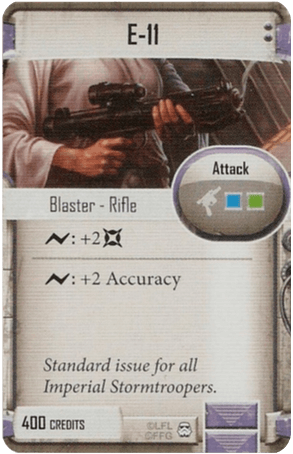 E-11
Attack
Blaster - Rifle
: +2
: +2 Accuracy
Standard issue for all
Imperial Stormtroopers.
400 CREDITS
©LFL
©FFG